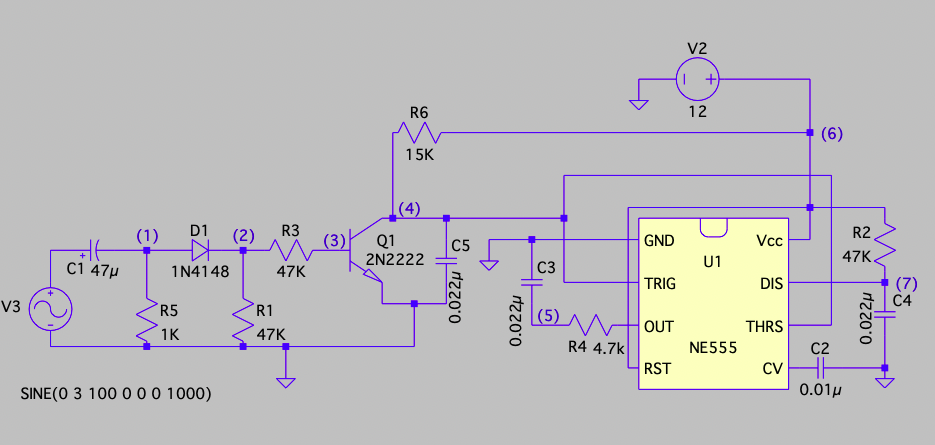 V2
12
R6
15K
(6)
(4)
(1)
D1
(2)
R3
(3)
Q1
2N2222
C5
0.022µ
C1
+
47µ
1N4148
47K
V3
R5
1K
R1
47K
C3
0.022µ
(5)
R4
4.7k
GND
Vcc
U1
TRIG
DIS
OUT
THRS
NE555
RST
CV
R2
47K
(7)
C4
0.022µ
C2
0.01µ
SINE(0 3 100 0 0 0 1000)